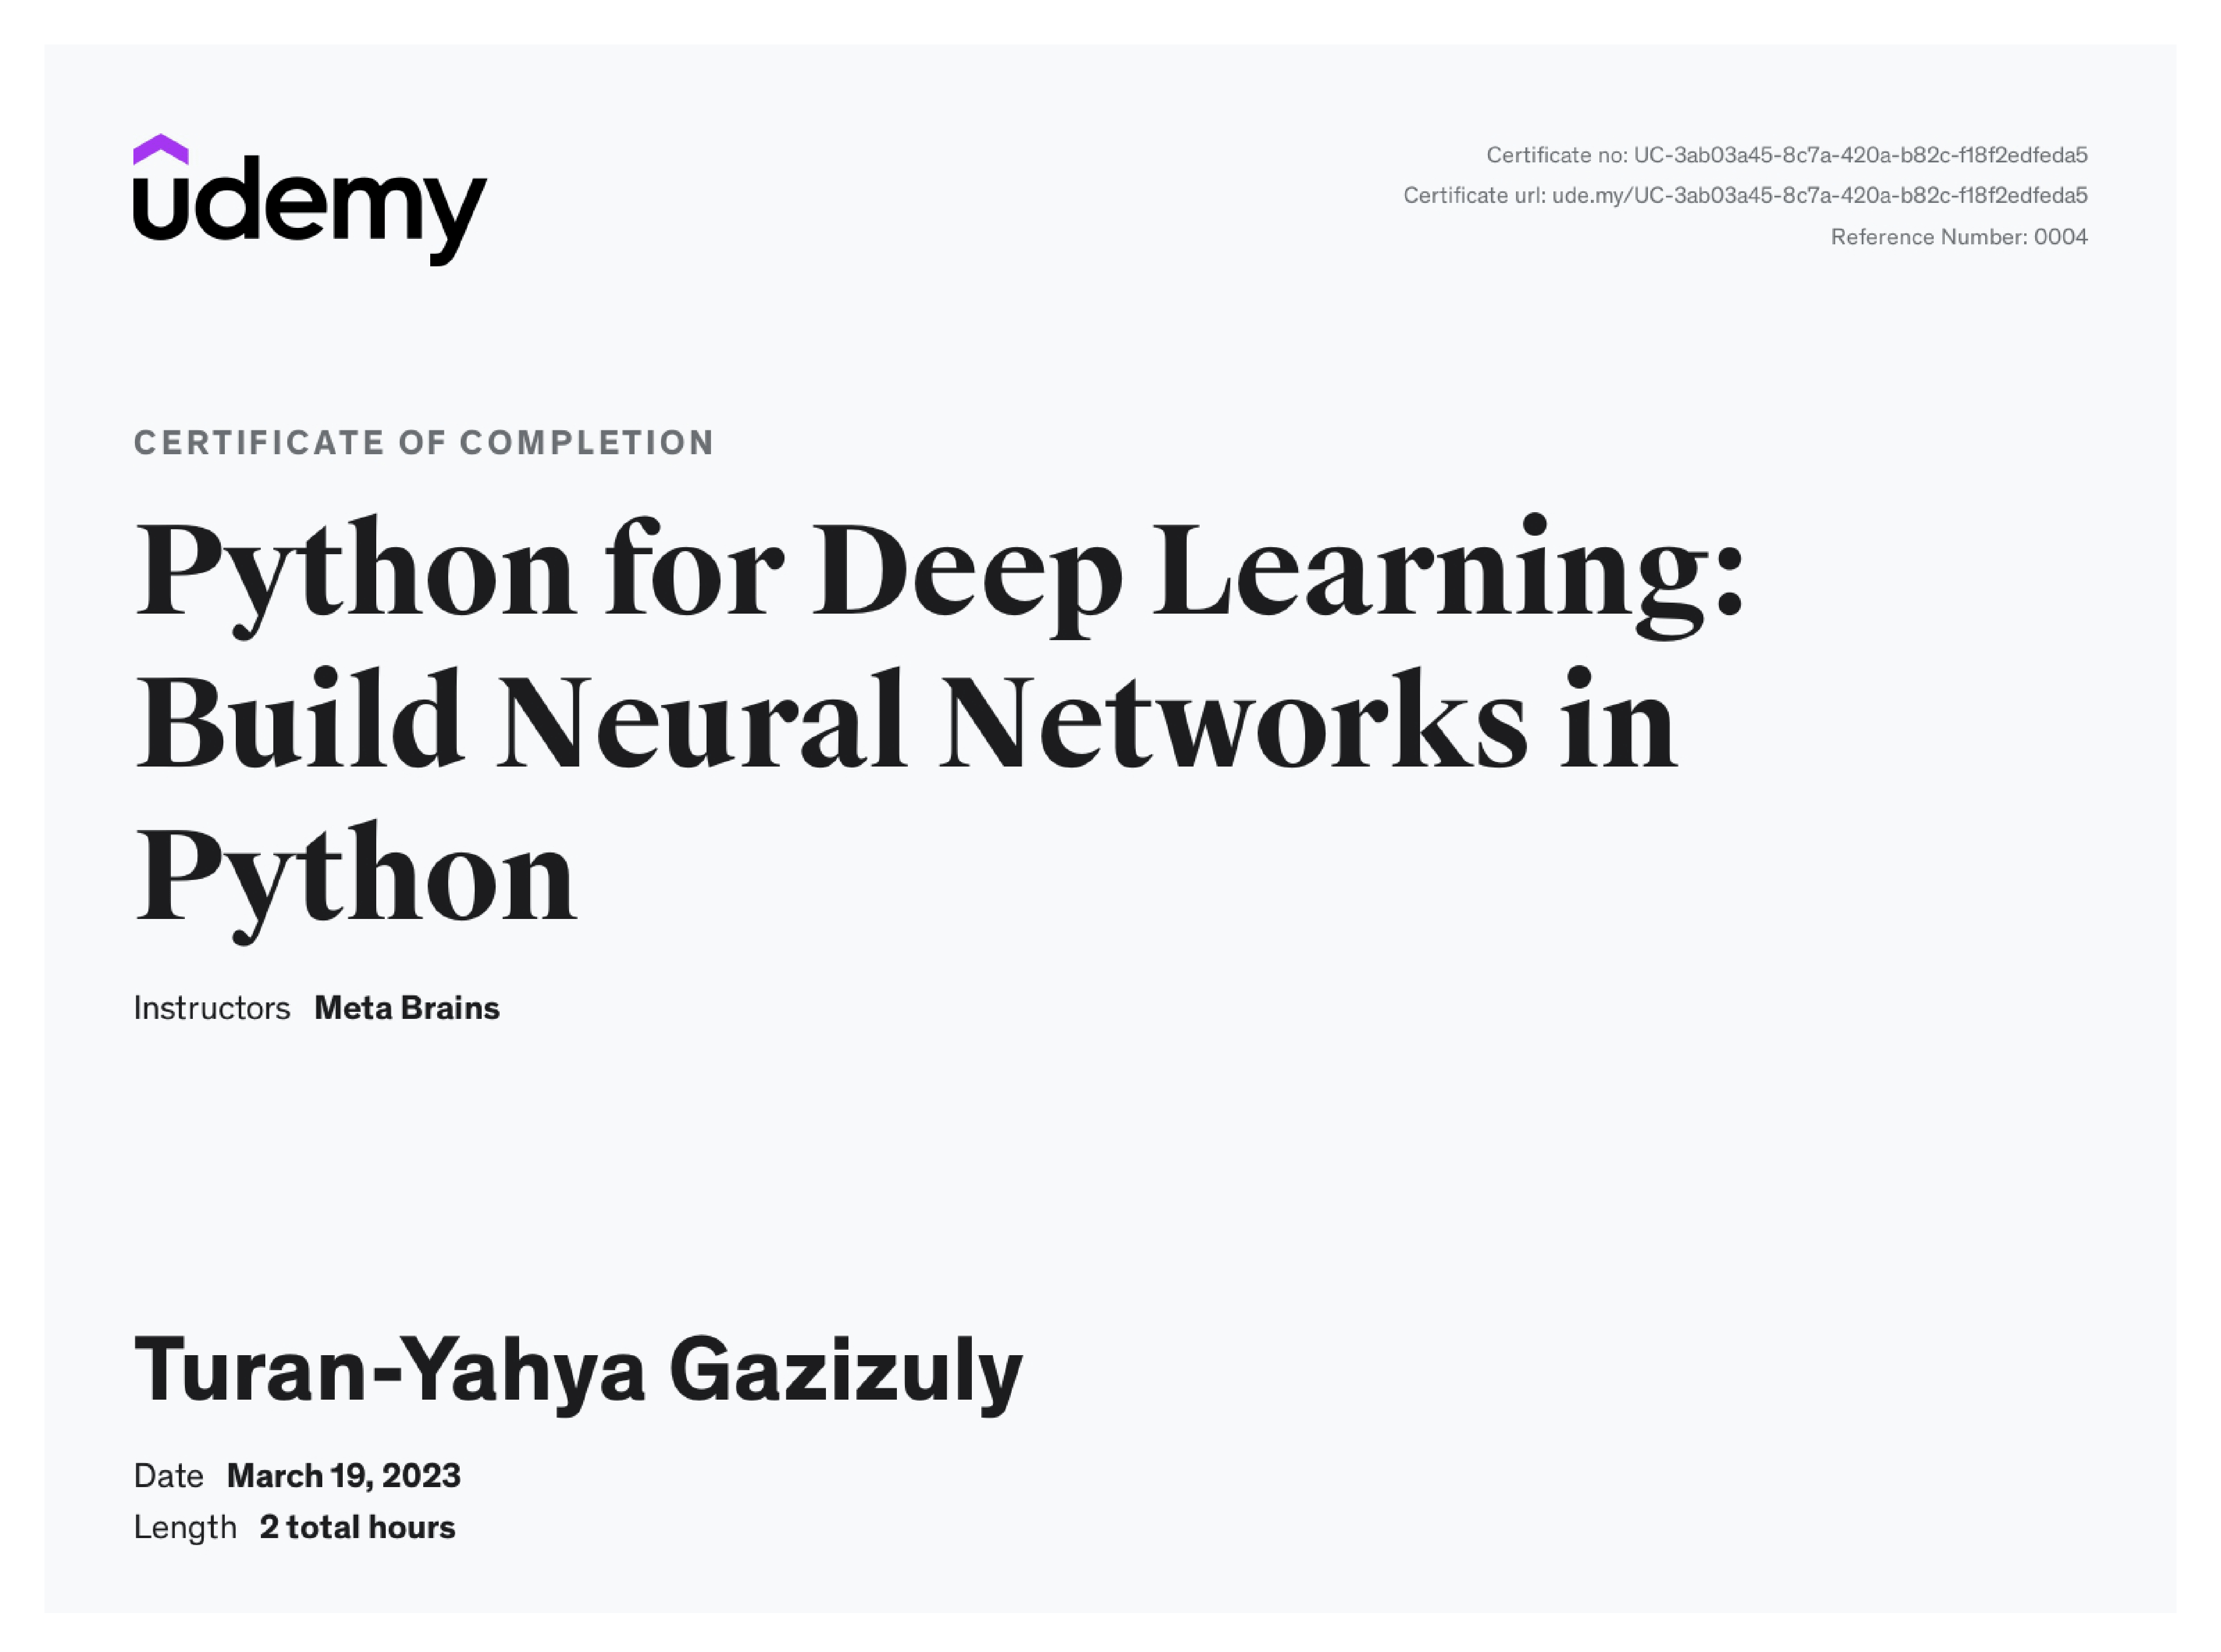 udemy
Certificate no: UC-3ab03a45-8c7a-420a-b82c-f18f2edfeda5
Certificate url: ude.my/UC-3ab03a45-8c7a-420a-b82c-f18f2edfeda5
Reference Number: 0004
CERTIFICATE OF COMPLETION
Python for Deep Learning:
Build Neural Networks in
Python
Instructors Meta Brains
Turan-Yahya Gazizuly
Date March 19, 2023
Length 2 total hours